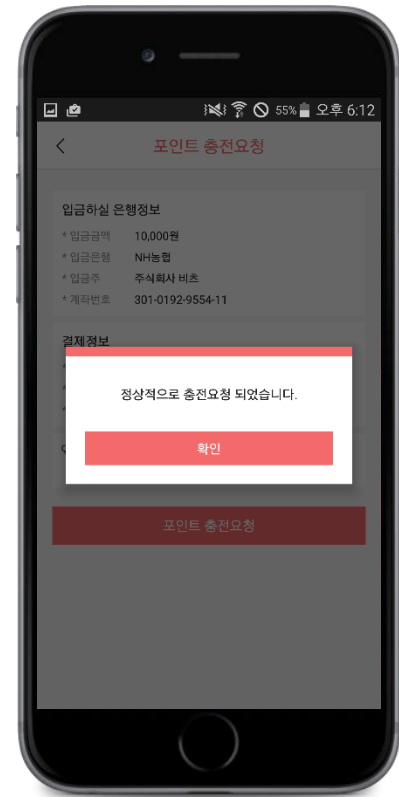 55% 오후 6:12
포인트 충전요청
입금하실 은행정보
* 입금금액 10,000원
* 입금은행 NH농협
* 입금주 주식회사 비츠
* 계좌번호 301-0192-9554-11
결제정보
*
*
*
정상적으로 충전요청 되었습니다.
확인
포인트 충전요청